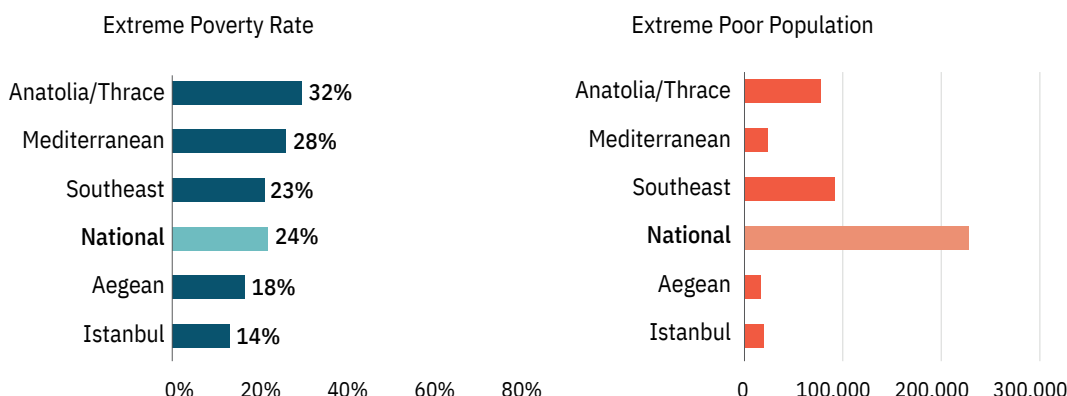 Extreme Poverty Rate
Anatolia/Thrace 32%
Mediterranean 28%
Southeast 23%
National 24%
Aegean 18%
Istanbul 14%
0% 20% 40% 60% 80%
Extreme Poor Population
Anatolia/Thrace
Mediterranean
Southeast
National
Aegean
Istanbul
0 100,000 200,000 300,000